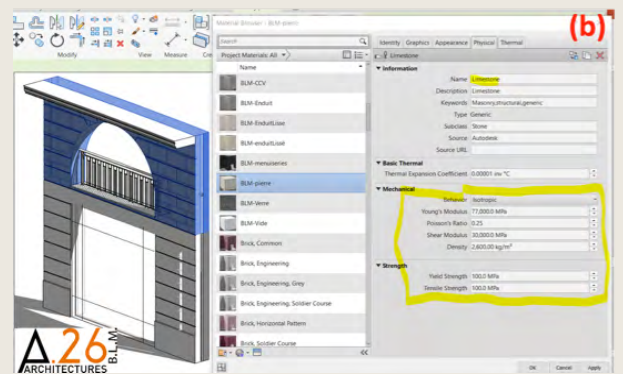 Material Browser - BLM-pierre
(b)
Modify
View
Measure
Search
Identity Graphics Appearance Physical Thermal
Project Materials: All
Limestone
Name
Information
Name Limestone
BLM-CCV
Description Limestone
Keywords Masonry,structural,generic
BLM-Enduit
Type Generic
Subclass Stone
BLM-EnduitLisse
Source Autodesk
Source URL
BLM-enduitLissé
Basic Thermal
BLM-menuiseries
Thermal Expansion Coefficient 0.00001 inv °C
BLM-pierre
Mechanical
Behavior Isotropic
BLM-Verre
Young's Modulus 77,000.0 MPa
Poisson's Ratio 0.25
BLM-Vide
Shear Modulus 30,000.0 MPa
Density 2,600.00 kg/m³
Brick, Common
Strength
Brick, Engineering
Yield Strength 100.0 MPa
Tensile Strength 100.0 MPa
Brick, Engineering, Grey
Brick, Engineering, Soldier Course
Brick, Horizontal Pattern
Brick, Soldier Course
A.26
B.L.M.
ARCHITECTURES
OK Cancel Apply